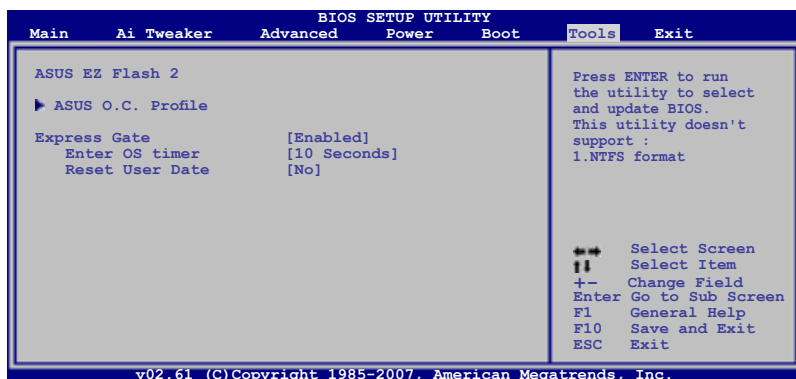 BIOS SETUP UTILITY
Main Ai Tweaker Advanced Power Boot Tools Exit
ASUS EZ Flash 2
ASUS O.C. Profile
Express Gate [Enabled]
Enter OS timer [10 Seconds]
Reset User Date [No]
Press ENTER to run
the utility to select
and update BIOS.
This utility doesn't
support :
1.NTFS format
←→ Select Screen
↑↓ Select Item
+- Change Field
Enter Go to Sub Screen
F1 General Help
F10 Save and Exit
ESC Exit
v02.61 (C)Copyright 1985-2007, American Megatrends, Inc.